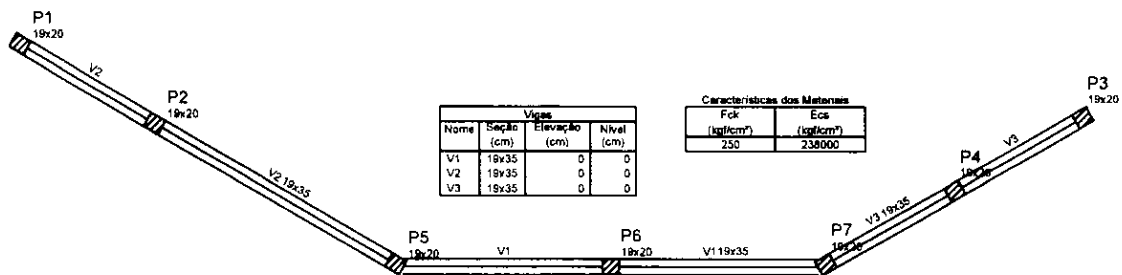 P1
19x20
V2
P2
19x20
V2 19x35
P5
19x20
V1
P6
19x20
V1 19x35
P7
19x20
V3 19x35
P4
19x20
V3
P3
19x20
Vigas
Nome Seção (cm) Elevação (cm) Nível (cm)
V1 19x35 0 0
V2 19x35 0 0
V3 19x35 0 0
Características dos Materiais
Fck (kgf/cm²) Ecs (kgf/cm²)
250 238000